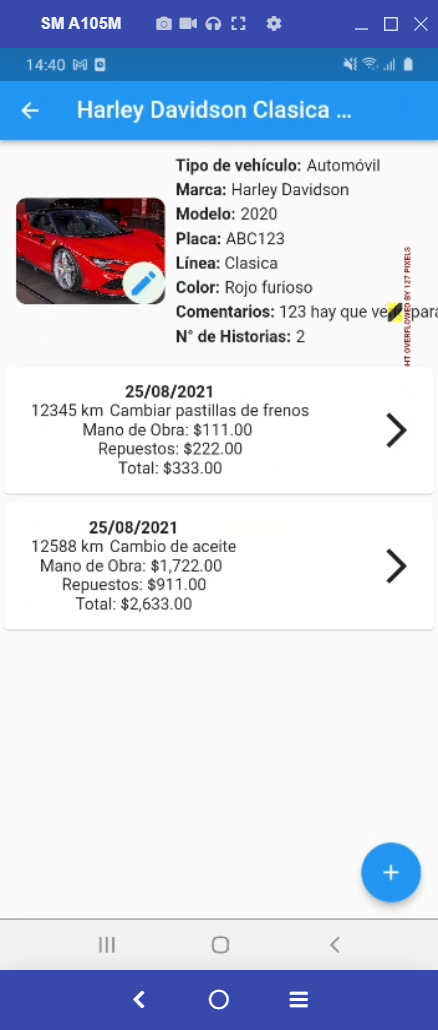 SM A105M
14:40
Harley Davidson Clasica ...
Tipo de vehículo: Automóvil
Marca: Harley Davidson
Modelo: 2020
Placa: ABC123
Línea: Clasica
Color: Rojo furioso
Comentarios: 123 hay que ve para
N° de Historias: 2
HT OVERFLOWED BY 127 PIXELS
25/08/2021
12345 km Cambiar pastillas de frenos
Mano de Obra: $111.00
Repuestos: $222.00
Total: $333.00
25/08/2021
12588 km Cambio de aceite
Mano de Obra: $1,722.00
Repuestos: $911.00
Total: $2,633.00